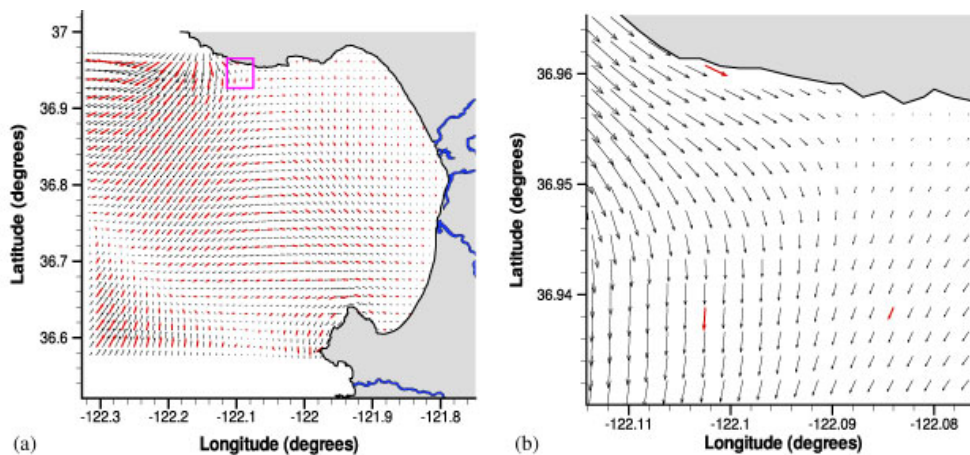 37
36.9
36.8
36.7
36.6
Latitude (degrees)
-122.3 -122.2 -122.1 -122 -121.9 -121.8
Longitude (degrees)
(a)
36.96
36.95
36.94
Latitude (degrees)
-122.11 -122.1 -122.09 -122.08
Longitude (degrees)
(b)